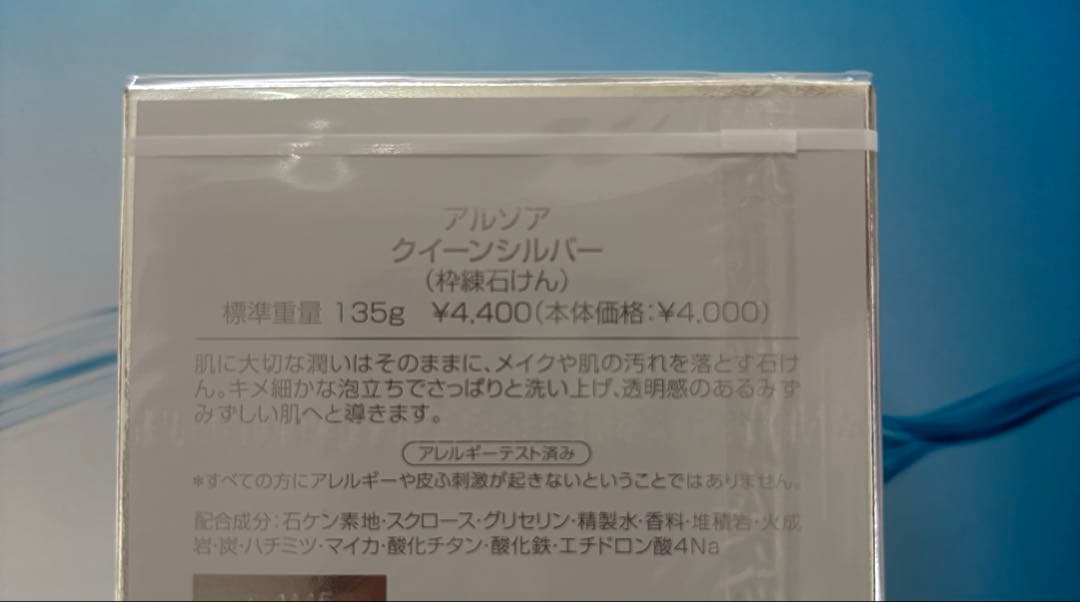 アルソア
クイーンシルバー
(枠練石けん)
標準重量 135g ¥4,400(本体価格:¥4,000)
肌に大切な潤いはそのままに、メイクや肌の汚れを落とす石け
ん。キメ細かな泡立ちでさっぱりと洗い上げ、透明感のあるみず
みずしい肌へと導きます。
アレルギーテスト済み
*すべての方にアレルギーや皮ふ刺激が起きないということではありません。
配合成分:石ケン素地・スクロース・グリセリン・精製水・香料・堆積岩・火成
岩・炭・ハチミツ・マイカ・酸化チタン・酸化鉄・エチドロン酸4Na